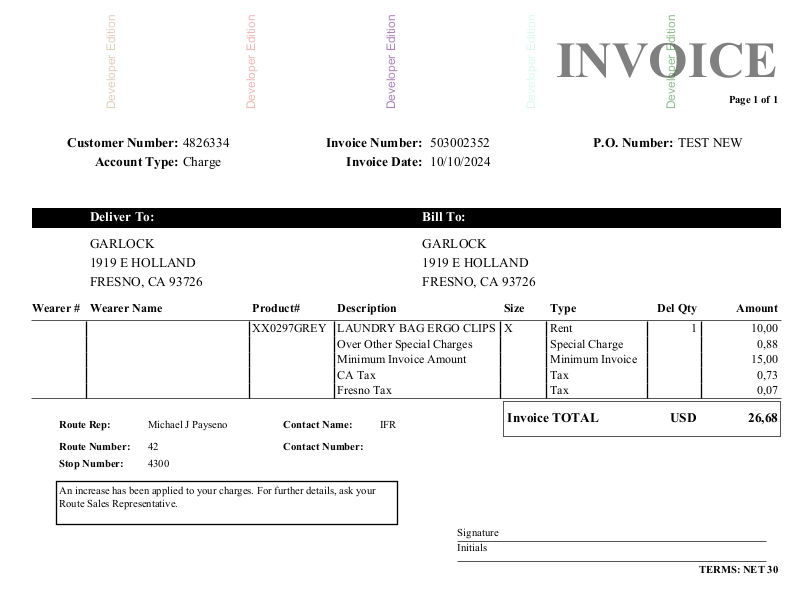 Developer Edition Developer Edition Developer Edition Developer Edition Developer Edition
INVOICE
Page 1 of 1
Customer Number: 4826334 Invoice Number: 503002352 P.O. Number: TEST NEW
Account Type: Charge Invoice Date: 10/10/2024
Deliver To: Bill To:
GARLOCK GARLOCK
1919 E HOLLAND 1919 E HOLLAND
FRESNO, CA 93726 FRESNO, CA 93726
Wearer # Wearer Name Product# Description Size Type Del Qty Amount
XX0297GREY LAUNDRY BAG ERGO CLIPS X Rent 1 10,00
Over Other Special Charges Special Charge 0,88
Minimum Invoice Amount Minimum Invoice 15,00
CA Tax Tax 0,73
Fresno Tax Tax 0,07
Invoice TOTAL USD 26,68
Route Rep: Michael J Payseno Contact Name: IFR
Route Number: 42 Contact Number:
Stop Number: 4300
An increase has been applied to your charges. For further details, ask your
Route Sales Representative.
Signature
Initials
TERMS: NET 30